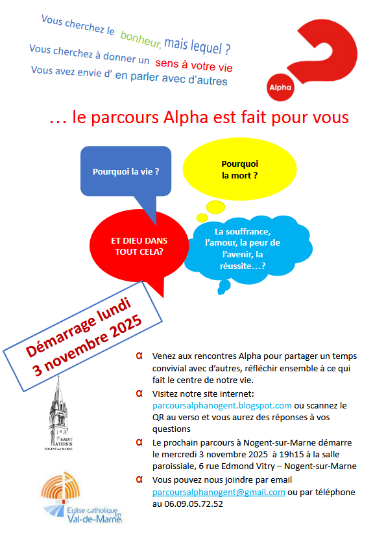 Vous cherchez le bonheur, mais lequel ?
Vous cherchez à donner un sens à votre vie
Vous avez envie d' en parler avec d'autres
Alpha
… le parcours Alpha est fait pour vous
Pourquoi la vie ?
Pourquoi
la mort ?
ET DIEU DANS
TOUT CELA?
La souffrance,
l'amour, la peur de
l'avenir, la
réussite…?
Démarrage lundi
3 novembre 2025
α Venez aux rencontres Alpha pour partager un temps
convivial avec d'autres, réfléchir ensemble à ce qui
fait le centre de notre vie.
α Visitez notre site internet:
parcoursalphanogent.blogspot.com ou scannez le
QR au verso et vous aurez des réponses à vos
questions
α Le prochain parcours à Nogent-sur-Marne démarre
le mercredi 3 novembre 2025 à 19h15 à la salle
paroissiale, 6 rue Edmond Vitry – Nogent-sur-Marne
α Vous pouvez nous joindre par email
parcoursalphanogent@gmail.com ou par téléphone
au 06.09.05.72.52
SAINT
SATURNIN
Eglise catholique
Val-de-Marne